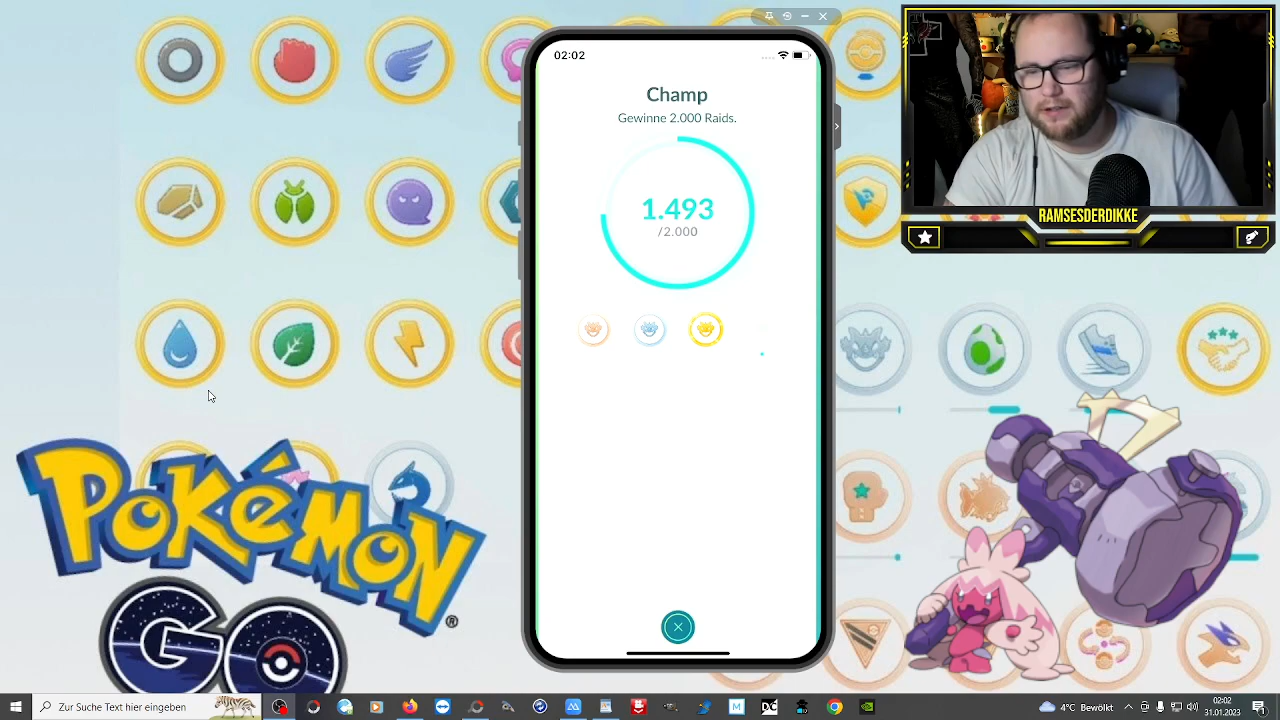 02:02
Champ
Gewinne 2.000 Raids.
1.493
/2.000
RAMSESDERDIKKE
POKÉMON
GO
®
Zur Suche Text hier eingeben
M
DC
4°C Bewölkt
02:02
31.01.2023